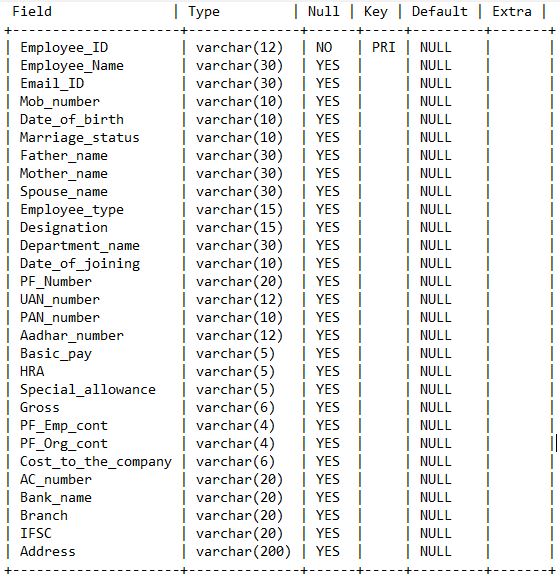 Field | Type | Null | Key | Default | Extra |
+--------------------+--------------+------+-----+---------+-------+
| Employee_ID | varchar(12) | NO | PRI | NULL | |
| Employee_Name | varchar(30) | YES | | NULL | |
| Email_ID | varchar(30) | YES | | NULL | |
| Mob_number | varchar(10) | YES | | NULL | |
| Date_of_birth | varchar(10) | YES | | NULL | |
| Marriage_status | varchar(10) | YES | | NULL | |
| Father_name | varchar(30) | YES | | NULL | |
| Mother_name | varchar(30) | YES | | NULL | |
| Spouse_name | varchar(30) | YES | | NULL | |
| Employee_type | varchar(15) | YES | | NULL | |
| Designation | varchar(15) | YES | | NULL | |
| Department_name | varchar(30) | YES | | NULL | |
| Date_of_joining | varchar(10) | YES | | NULL | |
| PF_Number | varchar(20) | YES | | NULL | |
| UAN_number | varchar(12) | YES | | NULL | |
| PAN_number | varchar(10) | YES | | NULL | |
| Aadhar_number | varchar(12) | YES | | NULL | |
| Basic_pay | varchar(5) | YES | | NULL | |
| HRA | varchar(5) | YES | | NULL | |
| Special_allowance | varchar(5) | YES | | NULL | |
| Gross | varchar(6) | YES | | NULL | |
| PF_Emp_cont | varchar(4) | YES | | NULL | |
| PF_Org_cont | varchar(4) | YES | | NULL | |
| Cost_to_the_company | varchar(6) | YES | | NULL | |
| AC_number | varchar(20) | YES | | NULL | |
| Bank_name | varchar(20) | YES | | NULL | |
| Branch | varchar(20) | YES | | NULL | |
| IFSC | varchar(20) | YES | | NULL | |
| Address | varchar(200) | YES | | NULL | |
+---------------------+--------------+------+-----+---------+-------+